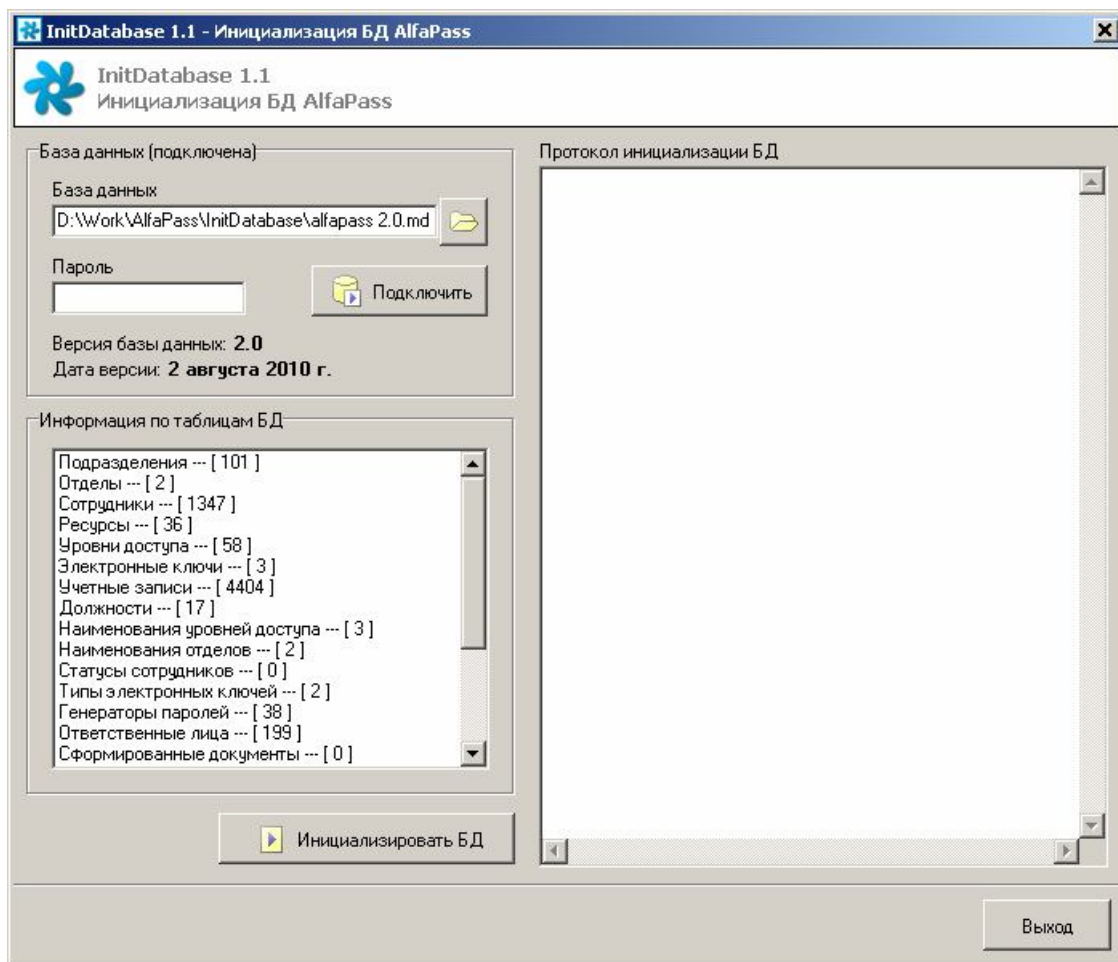 InitDatabase 1.1 - Инициализация БД AlfaPass
InitDatabase 1.1
Инициализация БД AlfaPass
База данных (подключена)
База данных
D:\Work\AlfaPass\InitDatabase\alfapass 2.0.md
Пароль
Подключить
Версия базы данных: 2.0
Дата версии: 2 августа 2010 г.
Информация по таблицам БД
Подразделения --- [ 101 ]
Отделы --- [ 2 ]
Сотрудники --- [ 1347 ]
Ресурсы --- [ 36 ]
Уровни доступа --- [ 58 ]
Электронные ключи --- [ 3 ]
Учетные записи --- [ 4404 ]
Должности --- [ 17 ]
Наименования уровней доступа --- [ 3 ]
Наименования отделов --- [ 2 ]
Статусы сотрудников --- [ 0 ]
Типы электронных ключей --- [ 2 ]
Генераторы паролей --- [ 38 ]
Ответственные лица --- [ 199 ]
Сформированные документы --- [ 0 ]
Инициализировать БД
Протокол инициализации БД
Выход